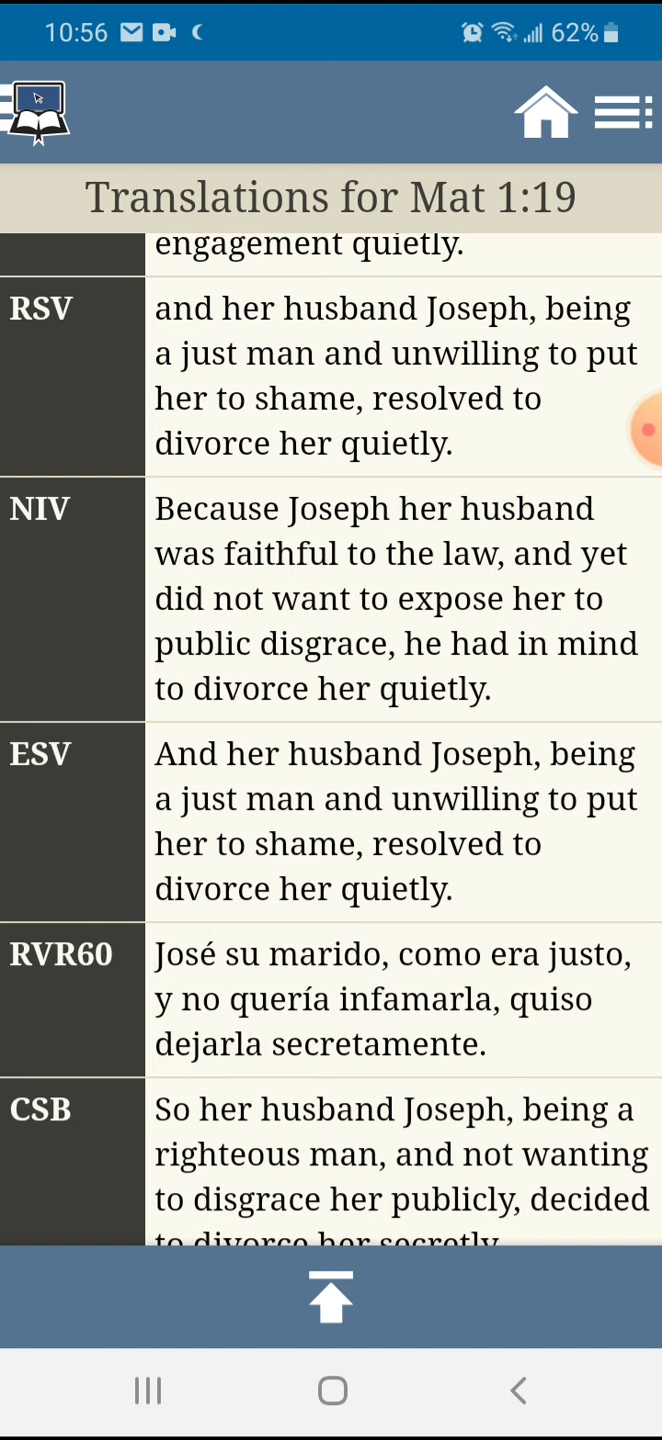 10:56
62%
Translations for Mat 1:19
engagement quietly.
RSV
and her husband Joseph, being
a just man and unwilling to put
her to shame, resolved to
divorce her quietly.
NIV
Because Joseph her husband
was faithful to the law, and yet
did not want to expose her to
public disgrace, he had in mind
to divorce her quietly.
ESV
And her husband Joseph, being
a just man and unwilling to put
her to shame, resolved to
divorce her quietly.
RVR60
José su marido, como era justo,
y no quería infamarla, quiso
dejarla secretamente.
CSB
So her husband Joseph, being a
righteous man, and not wanting
to disgrace her publicly, decided
to divorce her secretly.